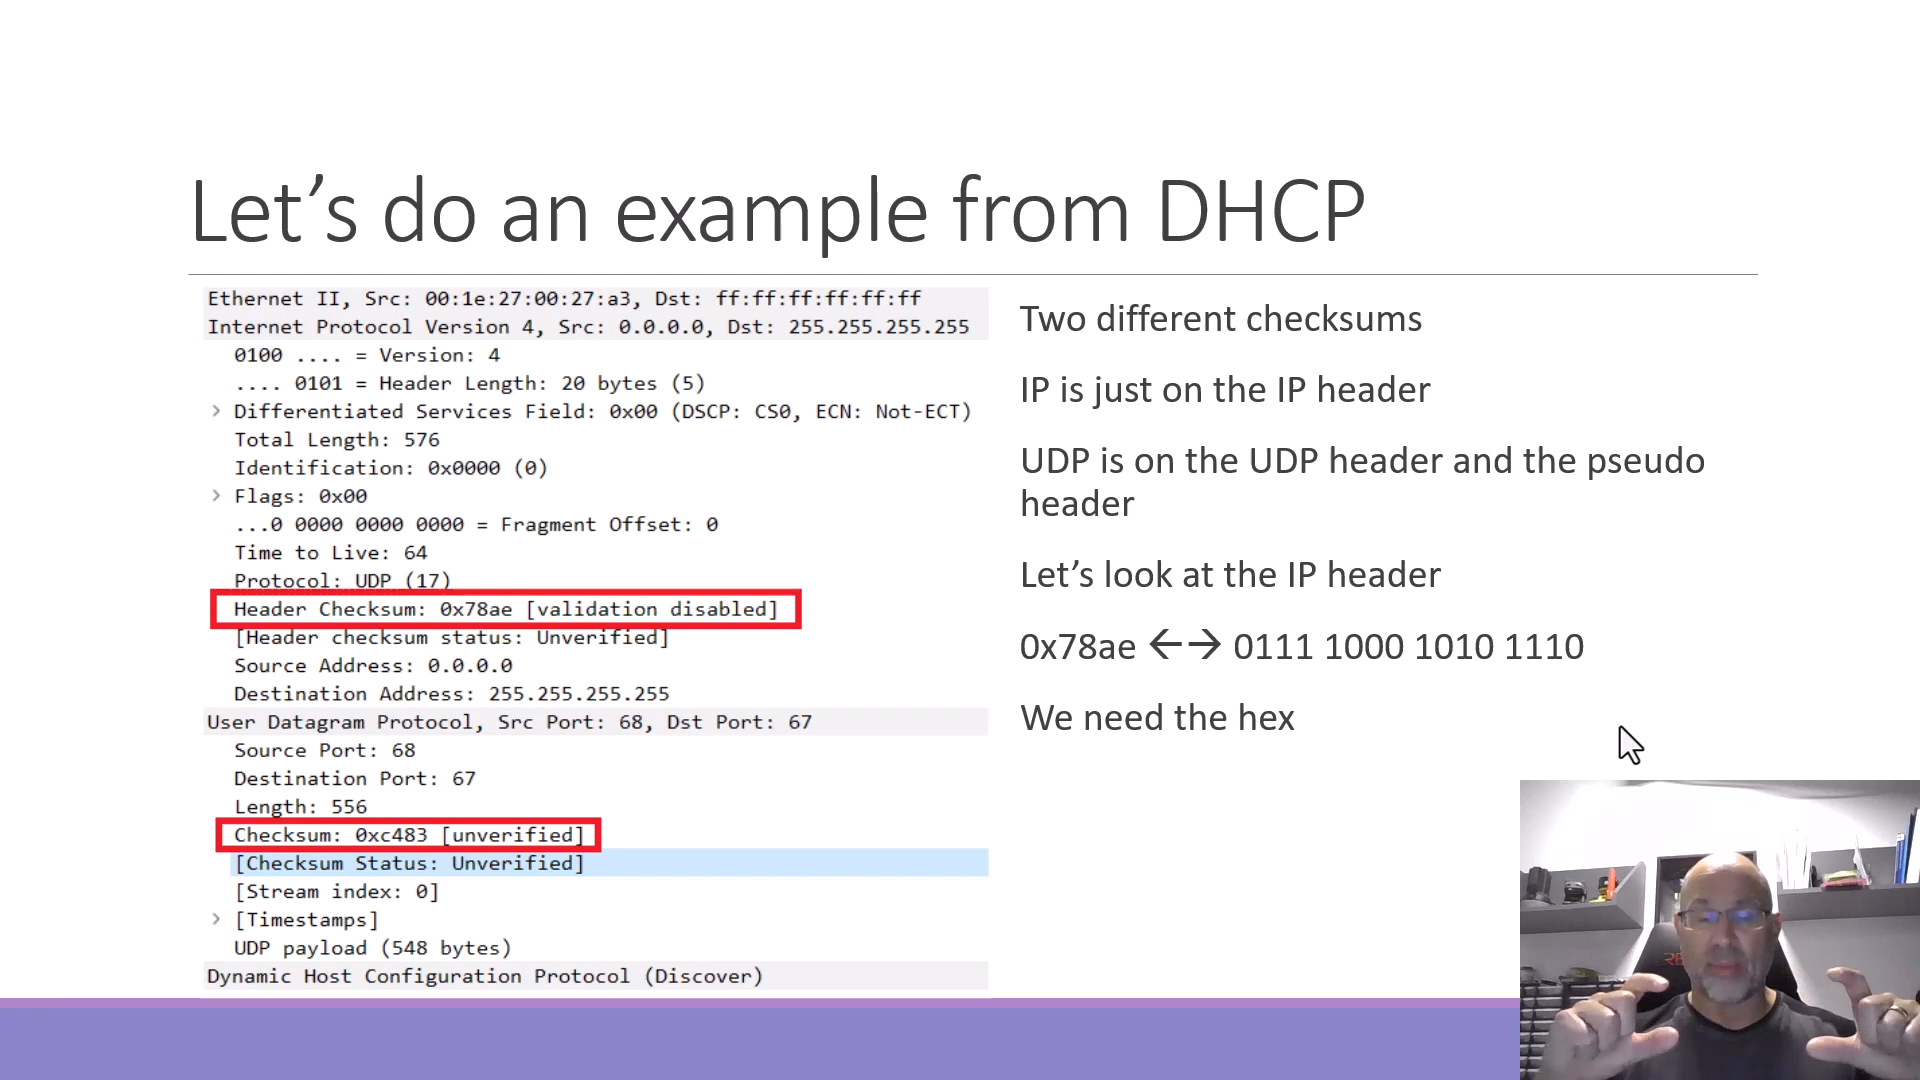 Let’s do an example from DHCP
Ethernet II, Src: 00:1e:27:00:27:a3, Dst: ff:ff:ff:ff:ff:ff
Internet Protocol Version 4, Src: 0.0.0.0, Dst: 255.255.255.255
0100 .... = Version: 4
.... 0101 = Header Length: 20 bytes (5)
Differentiated Services Field: 0x00 (DSCP: CS0, ECN: Not-ECT)
Total Length: 576
Identification: 0x0000 (0)
Flags: 0x00
...0 0000 0000 0000 = Fragment Offset: 0
Time to Live: 64
Protocol: UDP (17)
Header Checksum: 0x78ae [validation disabled]
[Header checksum status: Unverified]
Source Address: 0.0.0.0
Destination Address: 255.255.255.255
User Datagram Protocol, Src Port: 68, Dst Port: 67
Source Port: 68
Destination Port: 67
Length: 556
Checksum: 0xc483 [unverified]
[Checksum Status: Unverified]
[Stream index: 0]
[Timestamps]
UDP payload (548 bytes)
Dynamic Host Configuration Protocol (Discover)
Two different checksums
IP is just on the IP header
UDP is on the UDP header and the pseudo
header
Let’s look at the IP header
0x78ae ←→ 0111 1000 1010 1110
We need the hex